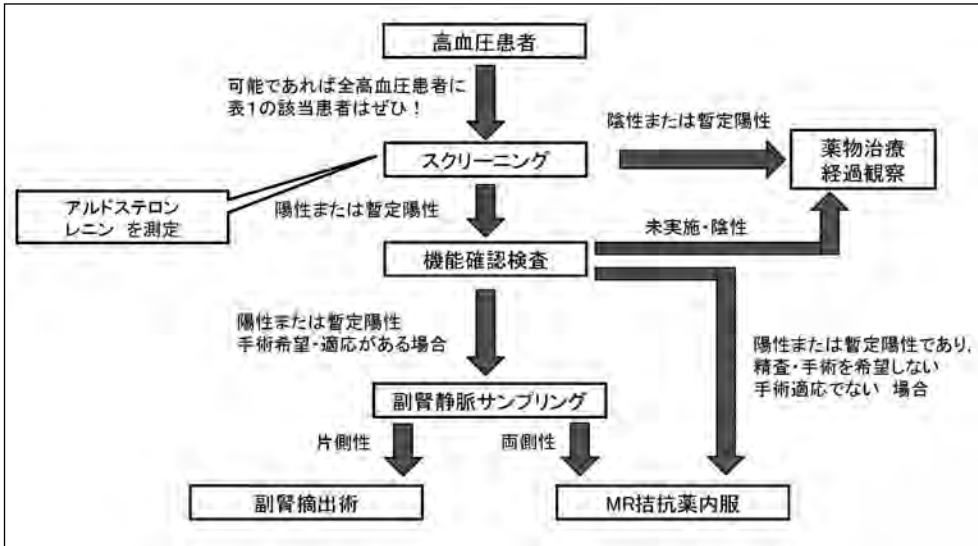 高血圧患者
可能であれば全高血圧患者に
表1の該当患者はぜひ！
スクリーニング
陰性または暫定陽性
薬物治療
経過観察
アルドステロン
レニン を測定
陽性または暫定陽性
未実施・陰性
機能確認検査
陽性または暫定陽性
手術希望・適応がある場合
陽性または暫定陽性であり,
精査・手術を希望しない
手術適応でない 場合
副腎静脈サンプリング
片側性
両側性
副腎摘出術
MR拮抗薬内服